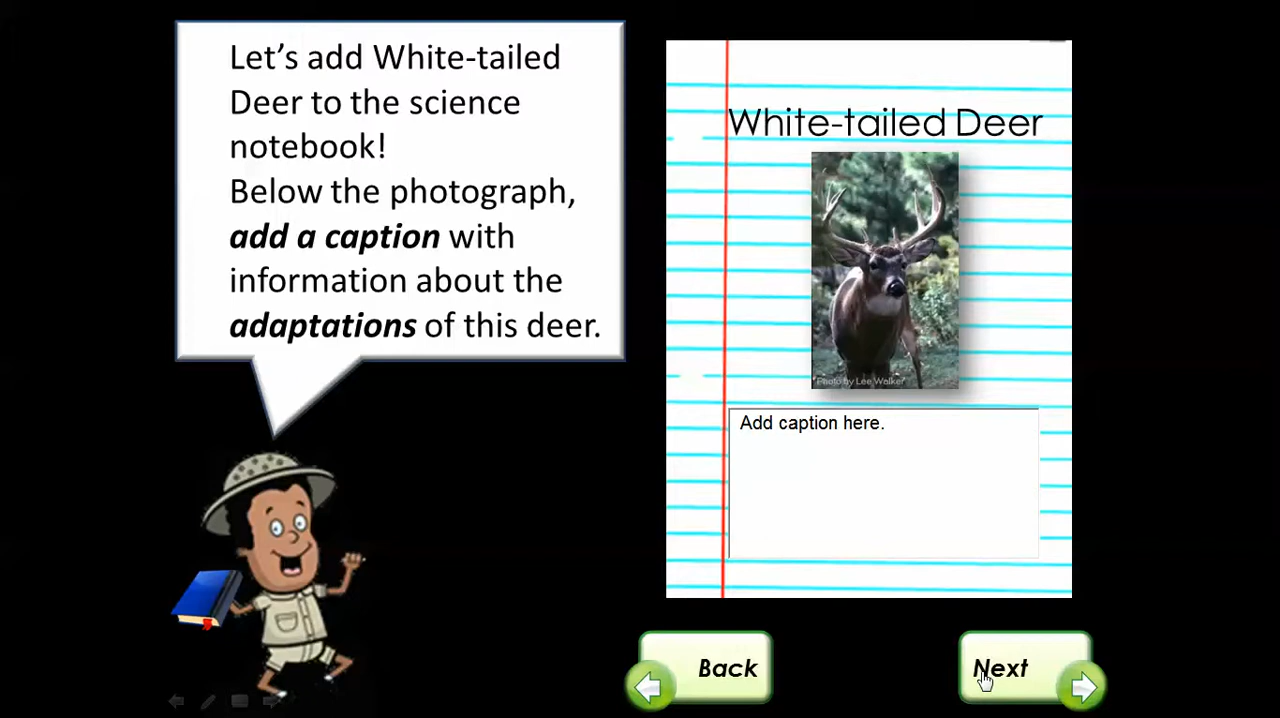 Let's add White-tailed
Deer to the science
notebook!
Below the photograph,
add a caption with
information about the
adaptations of this deer.
White-tailed Deer
Photo by Lee Walker
Add caption here.
Back
Next